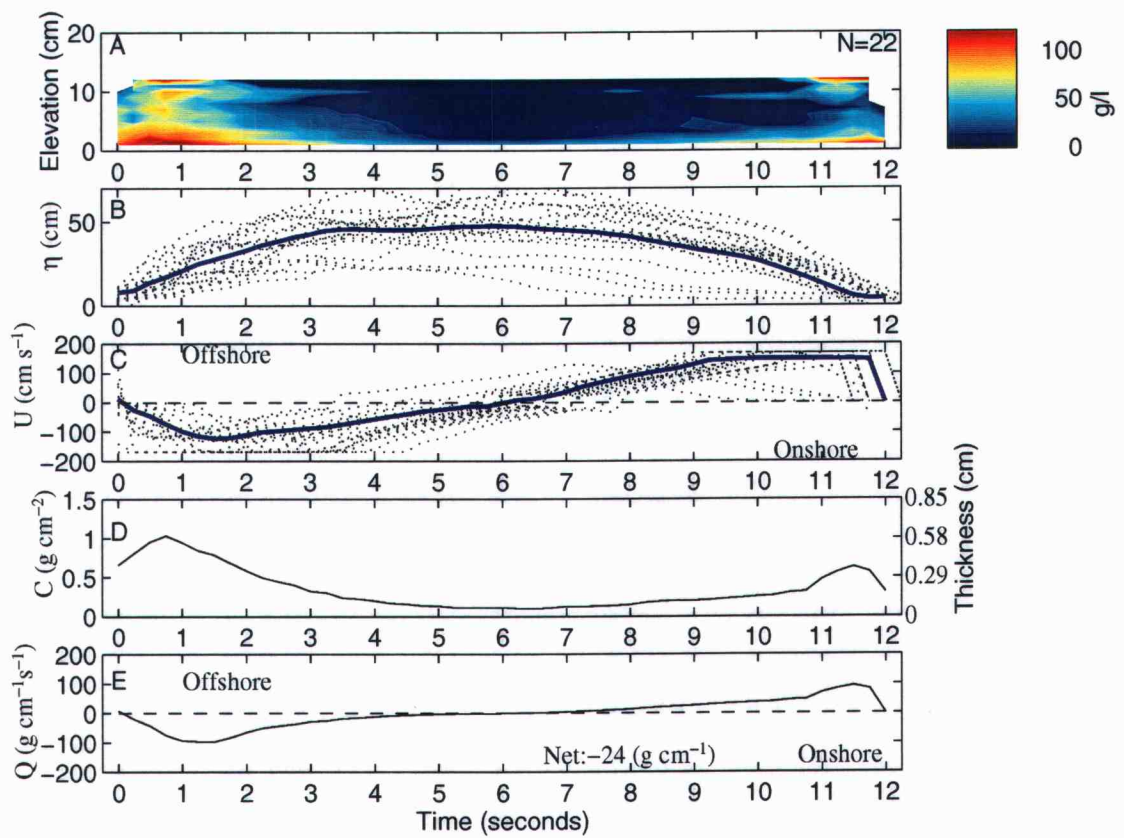 A
N=22
Elevation (cm)
20
10
0
0 1 2 3 4 5 6 7 8 9 10 11 12
100
50
0
g/l
B
η (cm)
50
0
0 1 2 3 4 5 6 7 8 9 10 11 12
C
Offshore
U (cm s⁻¹)
200
100
0
−100
−200
Onshore
0 1 2 3 4 5 6 7 8 9 10 11 12
D
C (g cm⁻²)
1.5
1
0.5
0
0.85
0.58
0.29
0
Thickness (cm)
0 1 2 3 4 5 6 7 8 9 10 11 12
E
Offshore
Q (g cm⁻¹s⁻¹)
200
100
0
−100
−200
Net:−24 (g cm⁻¹)
Onshore
0 1 2 3 4 5 6 7 8 9 10 11 12
Time (seconds)